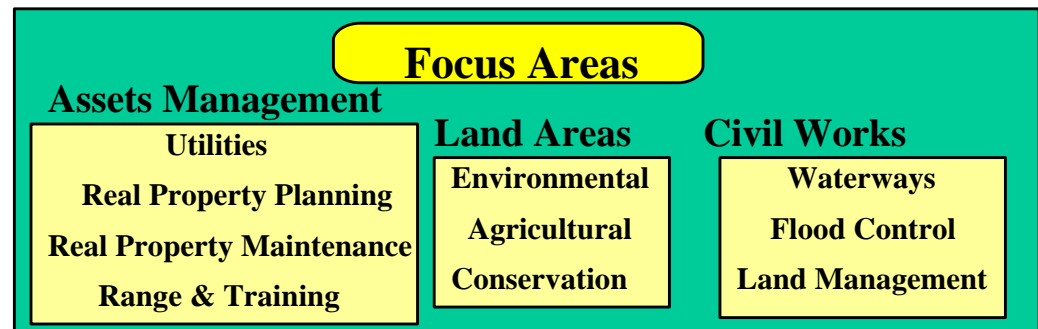 Focus Areas
Assets Management
Utilities
Real Property Planning
Real Property Maintenance
Range & Training
Land Areas
Environmental
Agricultural
Conservation
Civil Works
Waterways
Flood Control
Land Management